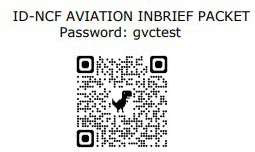 ID-NCF AVIATION INBRIEF PACKET
Password: gvctest